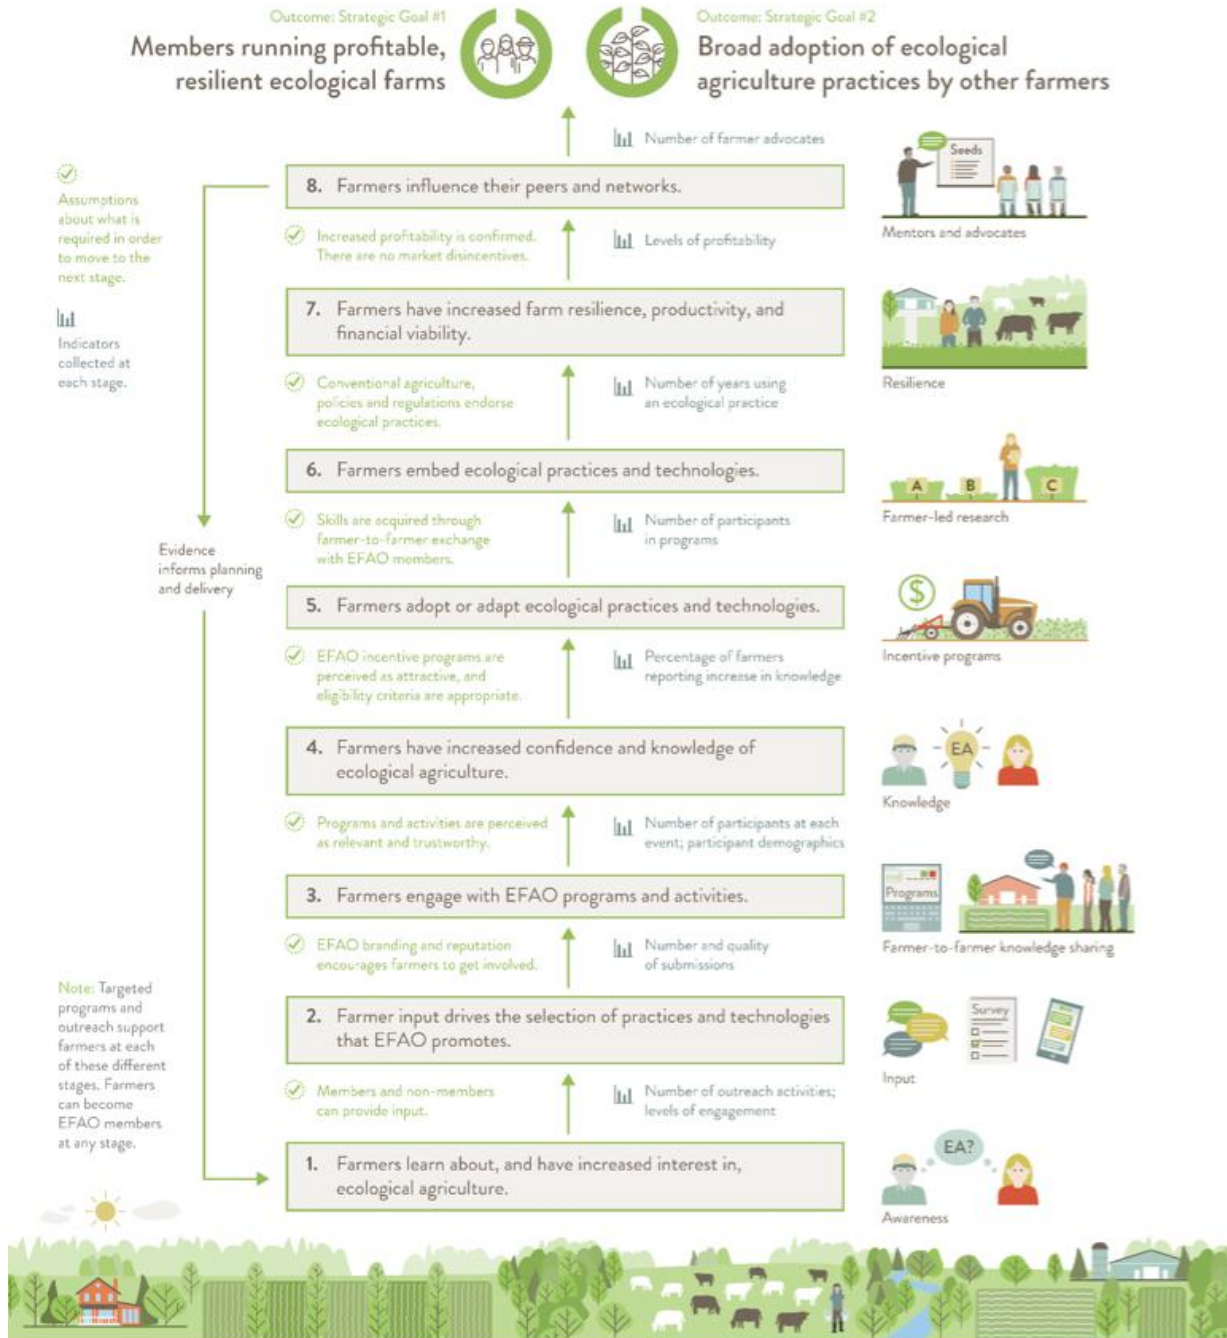 Outcome: Strategic Goal #1
Members running profitable,
resilient ecological farms
Outcome: Strategic Goal #2
Broad adoption of ecological
agriculture practices by other farmers
Number of farmer advocates
Seeds
Mentors and advocates
8. Farmers influence their peers and networks.
Assumptions
about what is
required in order
to move to the
next stage.
Indicators
collected at
each stage.
Increased profitability is confirmed.
There are no market disincentives.
Levels of profitability
7. Farmers have increased farm resilience, productivity, and
financial viability.
Resilience
Conventional agriculture,
policies and regulations endorse
ecological practices.
Number of years using
an ecological practice
6. Farmers embed ecological practices and technologies.
A B C
Farmer-led research
Skills are acquired through
farmer-to-farmer exchange
with EFAO members.
Number of participants
in programs
Evidence
informs planning
and delivery
5. Farmers adopt or adapt ecological practices and technologies.
$
Incentive programs
EFAO incentive programs are
perceived as attractive, and
eligibility criteria are appropriate.
Percentage of farmers
reporting increase in knowledge
4. Farmers have increased confidence and knowledge of
ecological agriculture.
EA
Knowledge
Programs and activities are perceived
as relevant and trustworthy.
Number of participants at each
event; participant demographics
3. Farmers engage with EFAO programs and activities.
Programs
Farmer-to-farmer knowledge sharing
EFAO branding and reputation
encourages farmers to get involved.
Number and quality
of submissions
Note: Targeted
programs and
outreach support
farmers at each
of these different
stages. Farmers
can become
EFAO members
at any stage.
2. Farmer input drives the selection of practices and technologies
that EFAO promotes.
Survey
Input
Members and non-members
can provide input.
Number of outreach activities;
levels of engagement
1. Farmers learn about, and have increased interest in,
ecological agriculture.
EA?
Awareness